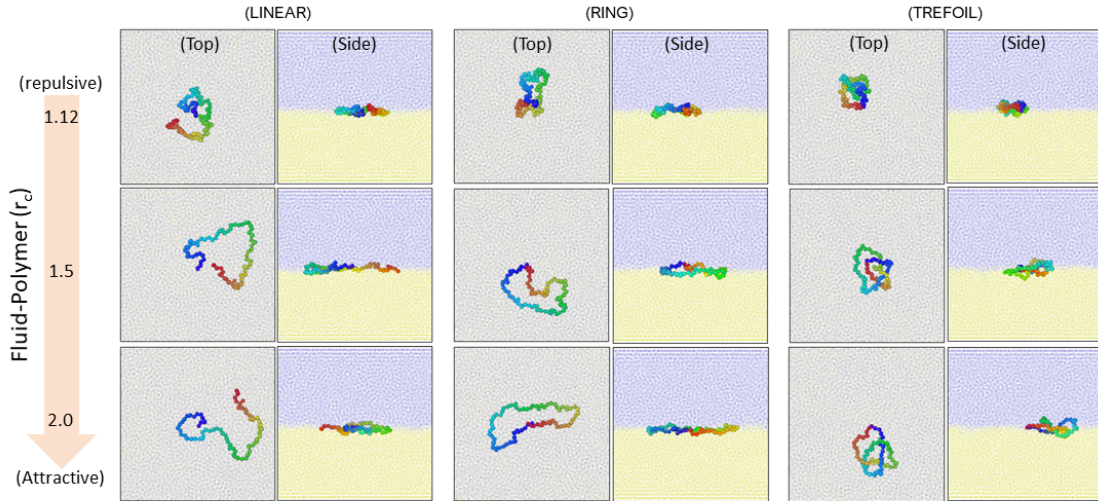 (LINEAR)
(RING)
(TREFOIL)
(Top)
(Side)
(Top)
(Side)
(Top)
(Side)
(repulsive)
1.12
Fluid-Polymer (rc)
1.5
2.0
(Attractive)